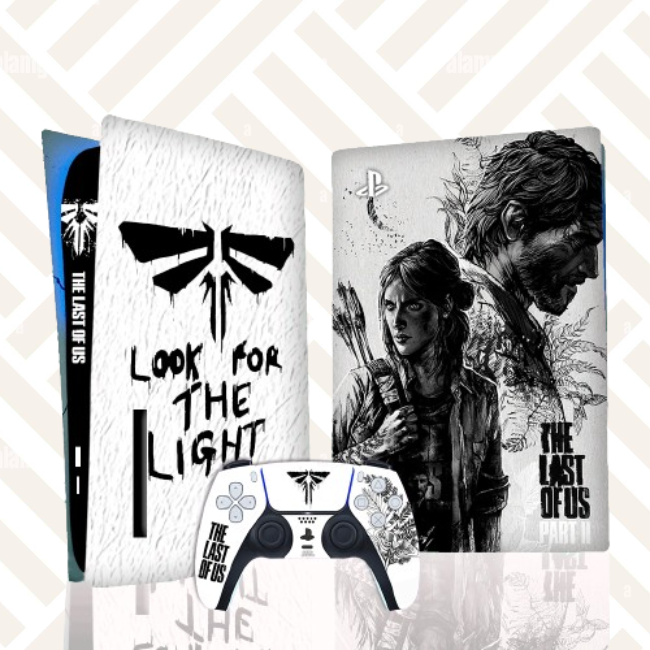 THE LAST OF US
LOOK FOR
THE
LIGHT
THE
LAST
OF US
PART II
THE
LAST
OF US